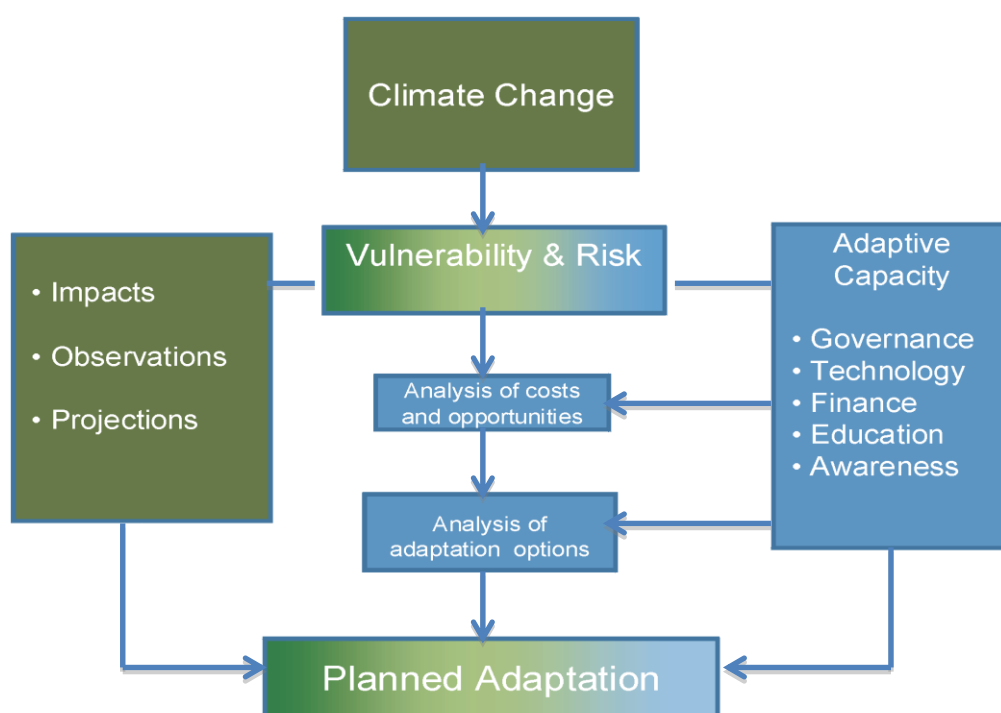 Climate Change
Vulnerability & Risk
• Impacts
• Observations
• Projections
Adaptive
Capacity
• Governance
• Technology
• Finance
• Education
• Awareness
Analysis of costs
and opportunities
Analysis of
adaptation options
Planned Adaptation